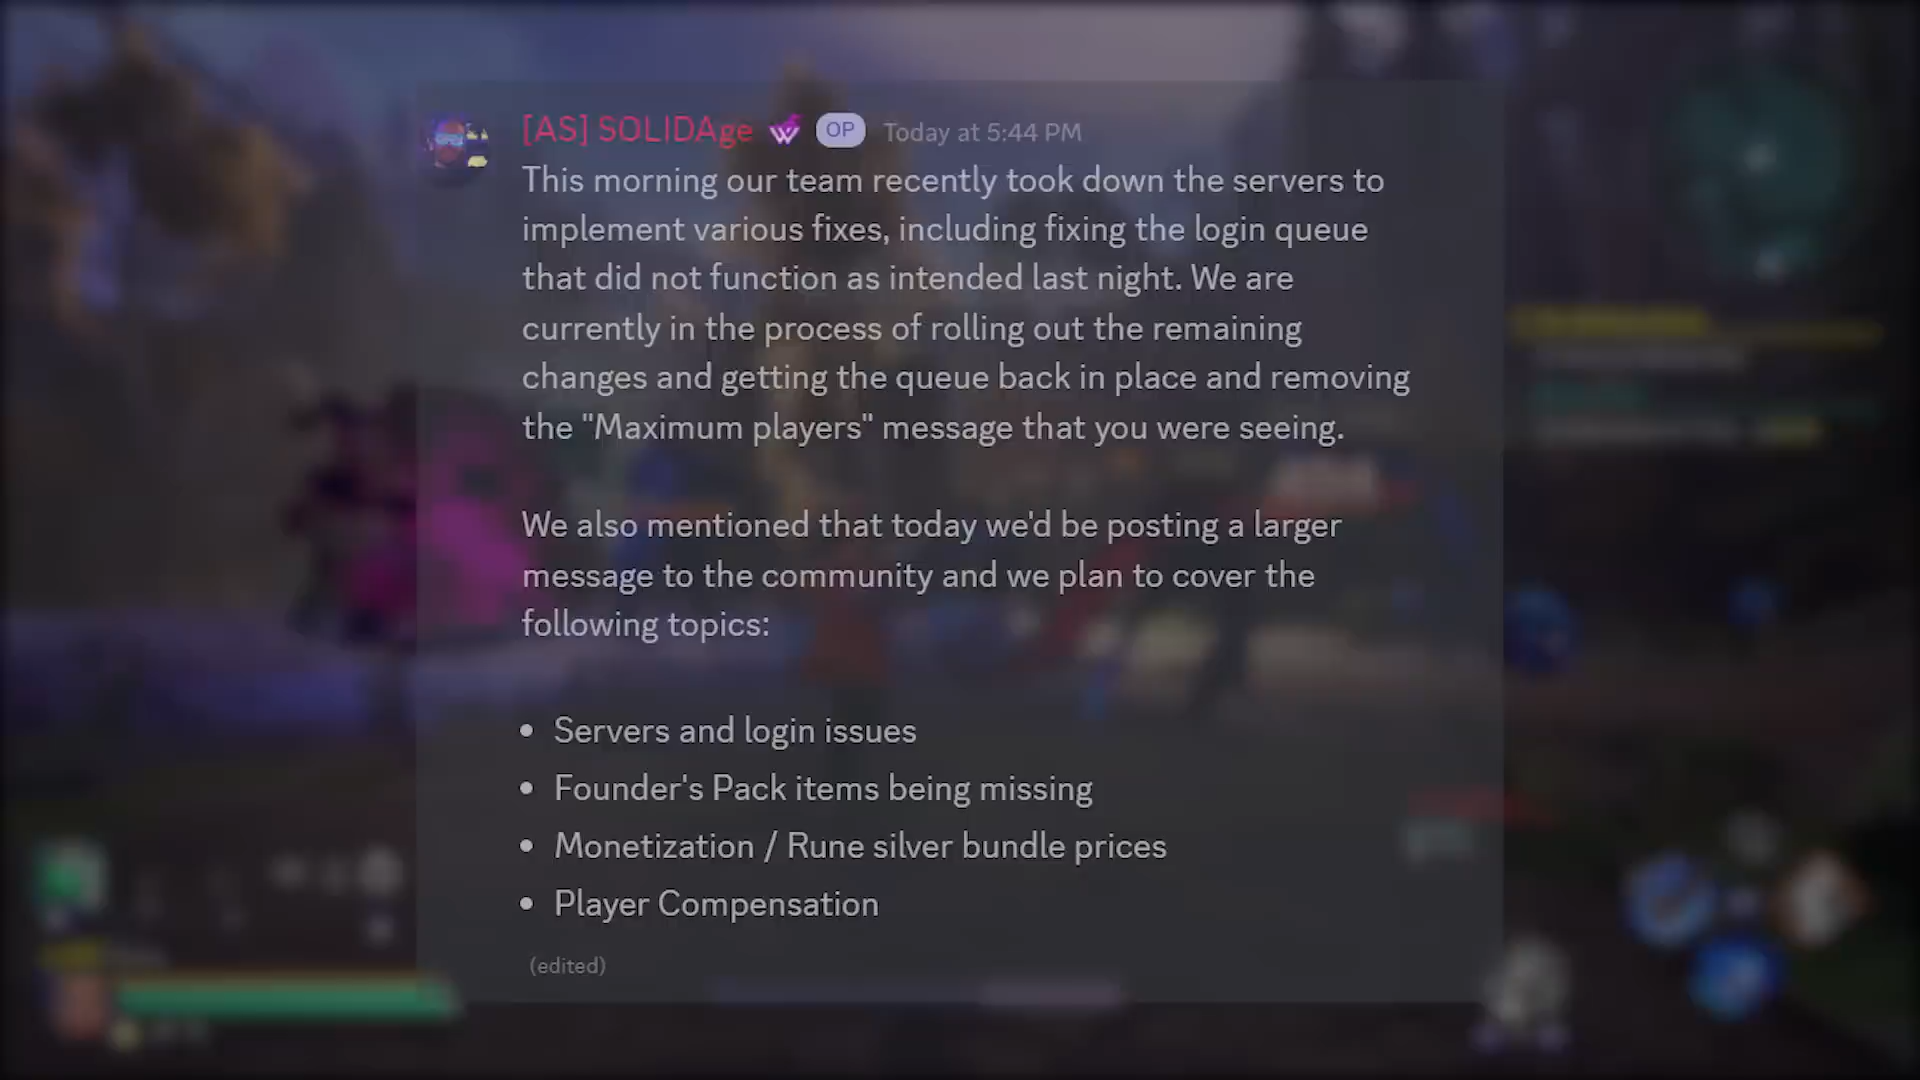 [AS] SOLIDAge OP Today at 5:44 PM
This morning our team recently took down the servers to
implement various fixes, including fixing the login queue
that did not function as intended last night. We are
currently in the process of rolling out the remaining
changes and getting the queue back in place and removing
the "Maximum players" message that you were seeing.
We also mentioned that today we'd be posting a larger
message to the community and we plan to cover the
following topics:
• Servers and login issues
• Founder's Pack items being missing
• Monetization / Rune silver bundle prices
• Player Compensation
(edited)